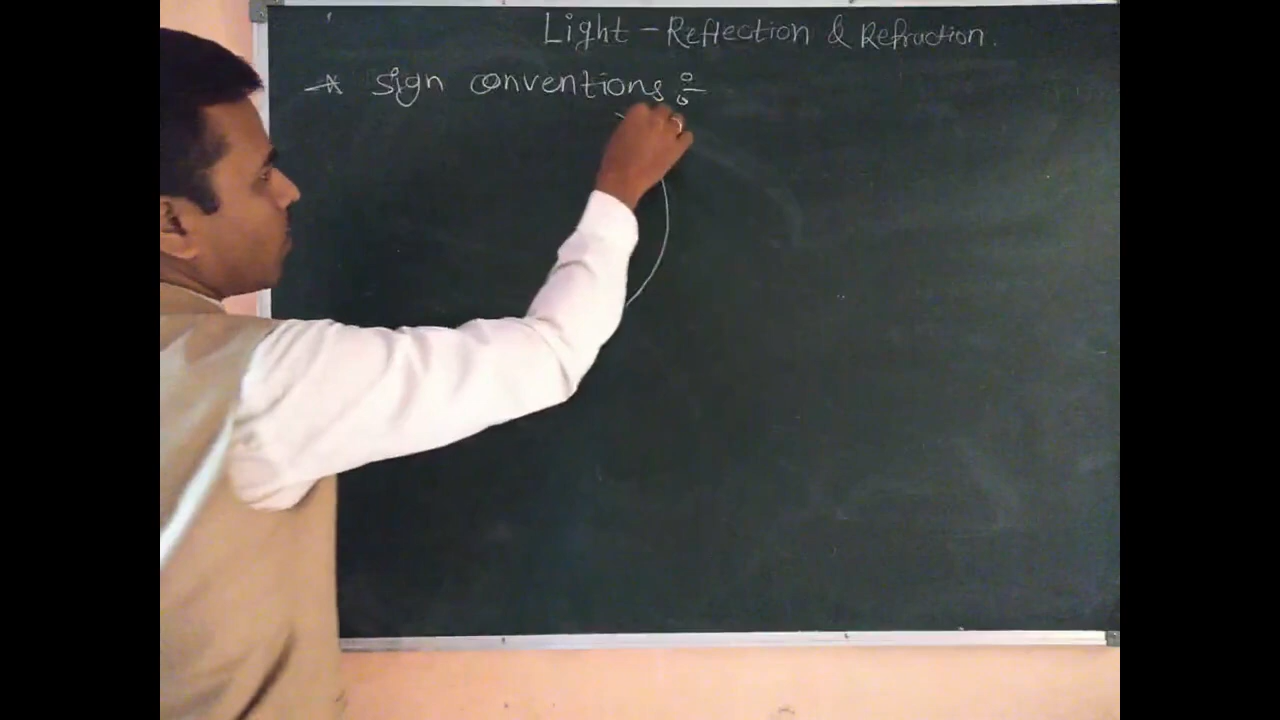 Light - Reflection & Refraction.
* Sign conventions :-